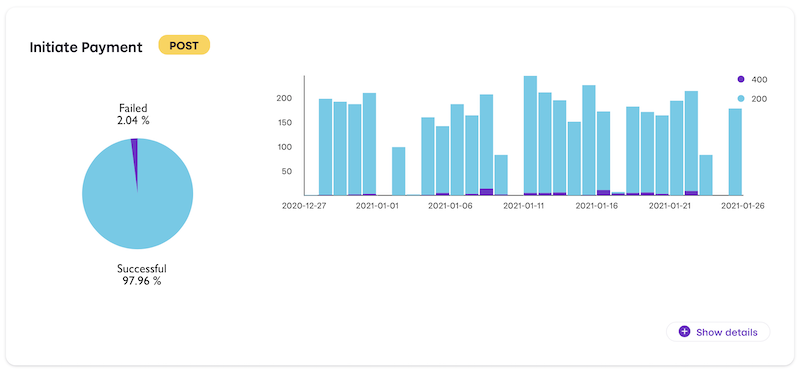 Initiate Payment POST
Failed
2.04 %
Successful
97.96 %
400
200
200
150
100
50
2020-12-27 2021-01-01 2021-01-06 2021-01-11 2021-01-16 2021-01-21 2021-01-26
Show details